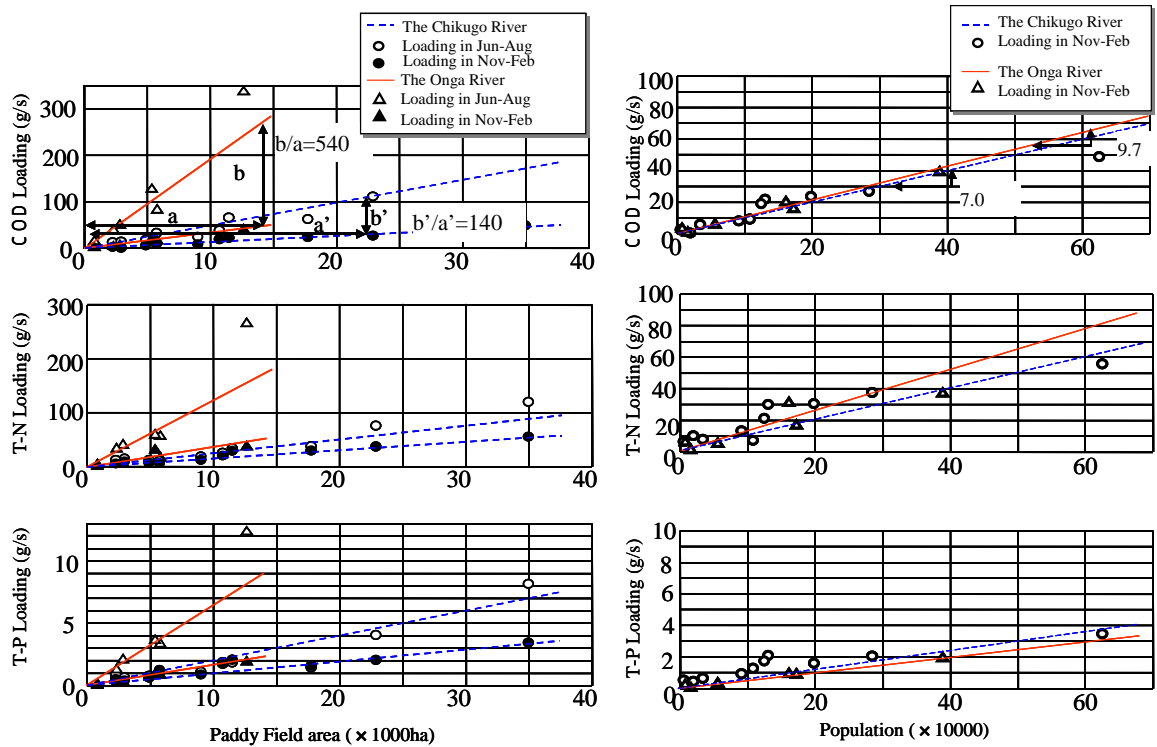 The Chikugo River
Loading in Jun-Aug
Loading in Nov-Feb
The Onga River
Loading in Jun-Aug
Loading in Nov-Feb
COD Loading (g/s)
300
200
100
0
b/a=540
b
a
a'
b'
b'/a'=140
0 10 20 30 40
T-N Loading (g/s)
300
200
100
0
0 10 20 30 40
T-P Loading (g/s)
10
5
0
0 10 20 30 40
Paddy Field area ( × 1000ha)
The Chikugo River
Loading in Nov-Feb
The Onga River
Loading in Nov-Feb
COD Loading (g/s)
100
80
60
40
20
0
9.7
7.0
0 20 40 60
T-N Loading (g/s)
100
80
60
40
20
0
0 20 40 60
T-P Loading (g/s)
10
8
6
4
2
0
0 20 40 60
Population ( × 10000)